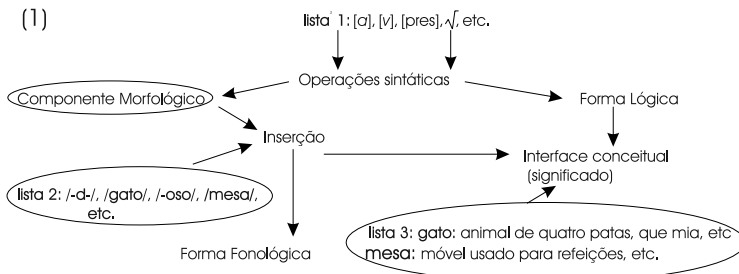 (1)
lista 1: [a], [v], [pres], √, etc.
Operações sintáticas
Componente Morfológico
Forma Lógica
Inserção
Interface conceitual
(significado)
lista 2: /-d-/, /gato/, /-oso/, /mesa/,
etc.
lista 3: gato: animal de quatro patas, que mia, etc
mesa: móvel usado para refeições, etc.
Forma Fonológica